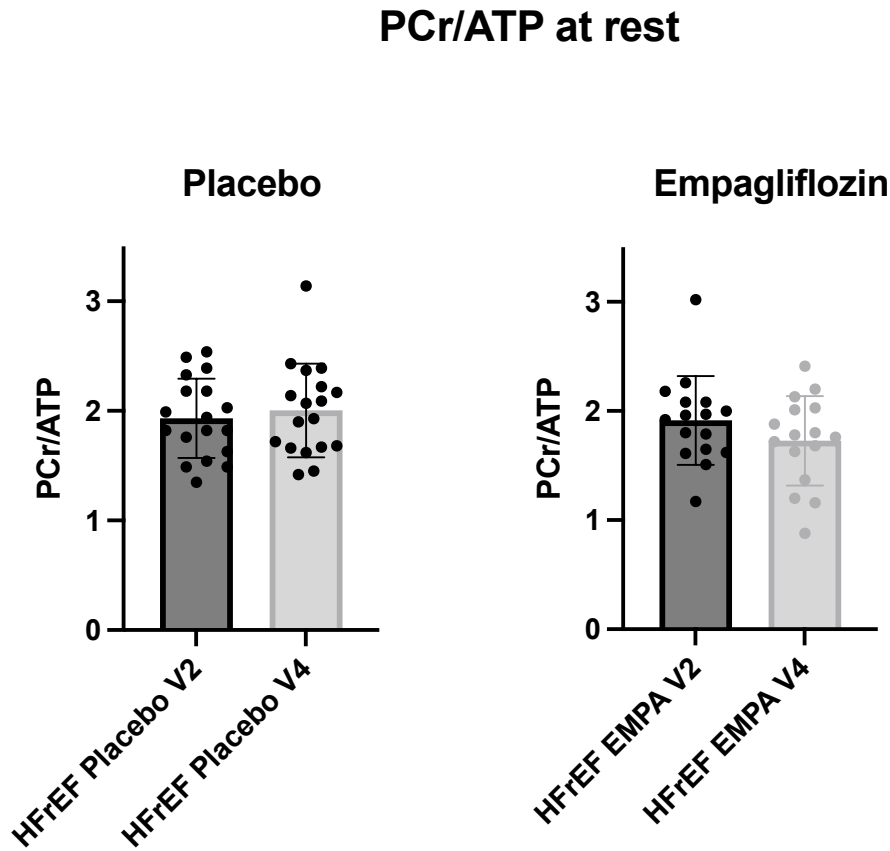 PCr/ATP at rest
Placebo
PCr/ATP
3
2
1
0
HFrEF Placebo V2
HFrEF Placebo V4
Empagliflozin
PCr/ATP
3
2
1
0
HFrEF EMPA V2
HFrEF EMPA V4